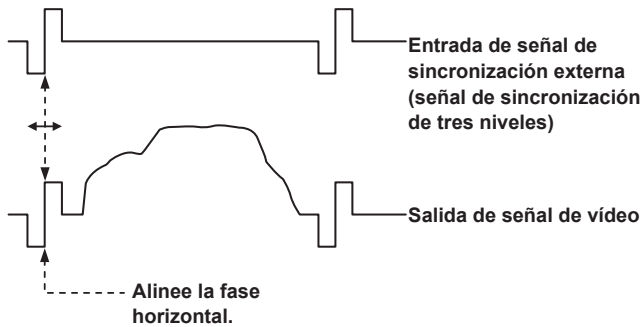 Entrada de señal de
sincronización externa
(señal de sincronización
de tres niveles)
Salida de señal de vídeo
Alinee la fase
horizontal.